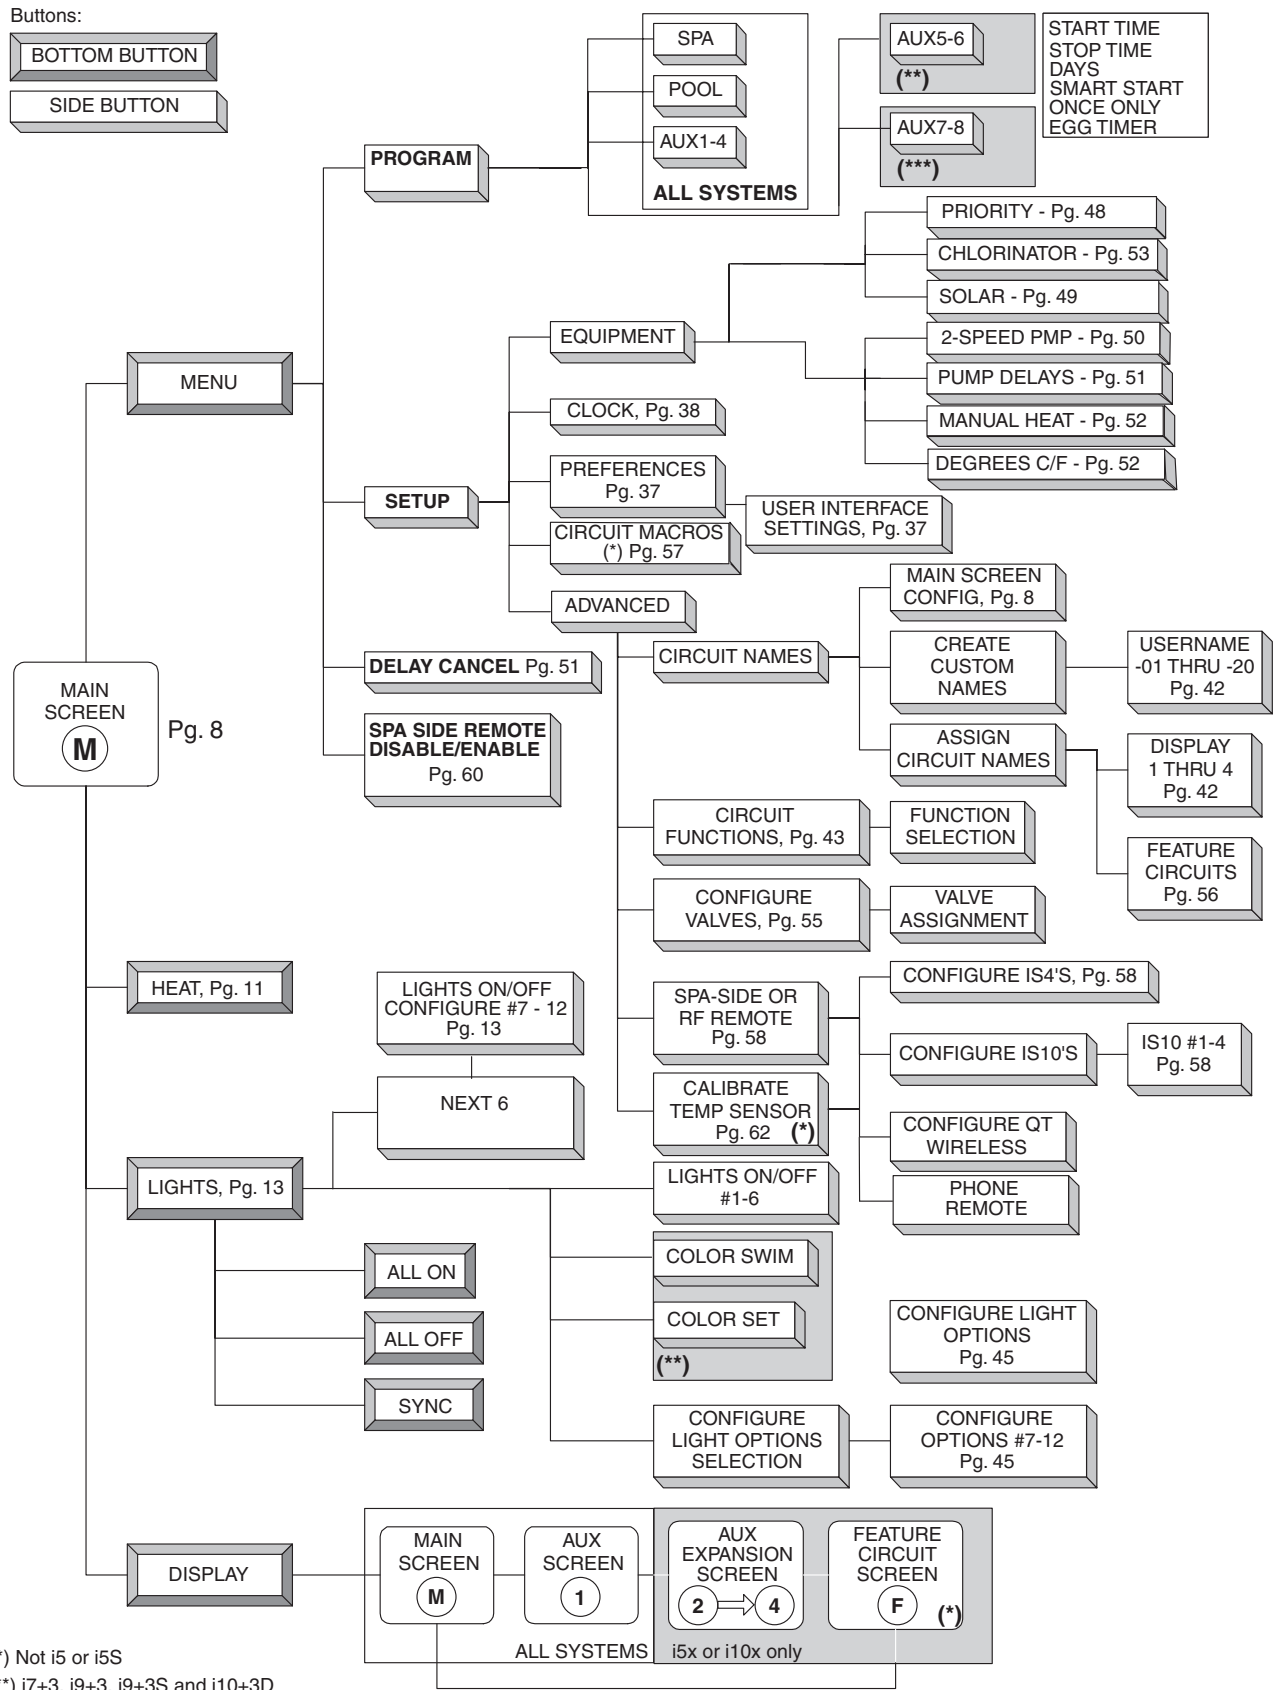 Buttons:
BOTTOM BUTTON
SIDE BUTTON
SPA
POOL
AUX1-4
ALL SYSTEMS
AUX5-6
(**)
AUX7-8
(***)
START TIME
STOP TIME
DAYS
SMART START
ONCE ONLY
EGG TIMER
PROGRAM
PRIORITY - Pg. 48
CHLORINATOR - Pg. 53
SOLAR - Pg. 49
2-SPEED PMP - Pg. 50
PUMP DELAYS - Pg. 51
MANUAL HEAT - Pg. 52
DEGREES C/F - Pg. 52
EQUIPMENT
MENU
CLOCK, Pg. 38
PREFERENCES
Pg. 37
USER INTERFACE
SETTINGS, Pg. 37
SETUP
CIRCUIT MACROS
(*) Pg. 57
ADVANCED
MAIN SCREEN
CONFIG, Pg. 8
CIRCUIT NAMES
CREATE
CUSTOM
NAMES
USERNAME
-01 THRU -20
Pg. 42
ASSIGN
CIRCUIT NAMES
DISPLAY
1 THRU 4
Pg. 42
FEATURE
CIRCUITS
Pg. 56
DELAY CANCEL Pg. 51
SPA SIDE REMOTE
DISABLE/ENABLE
Pg. 60
MAIN
SCREEN
M
Pg. 8
CIRCUIT
FUNCTIONS, Pg. 43
FUNCTION
SELECTION
CONFIGURE
VALVES, Pg. 55
VALVE
ASSIGNMENT
HEAT, Pg. 11
LIGHTS ON/OFF
CONFIGURE #7 - 12
Pg. 13
NEXT 6
SPA-SIDE OR
RF REMOTE
Pg. 58
CONFIGURE IS4'S, Pg. 58
CONFIGURE IS10'S
IS10 #1-4
Pg. 58
CALIBRATE
TEMP SENSOR
Pg. 62 (*)
CONFIGURE QT
WIRELESS
PHONE
REMOTE
LIGHTS, Pg. 13
LIGHTS ON/OFF
#1-6
ALL ON
ALL OFF
SYNC
COLOR SWIM
COLOR SET
(**)
CONFIGURE LIGHT
OPTIONS
Pg. 45
CONFIGURE
LIGHT OPTIONS
SELECTION
CONFIGURE
OPTIONS #7-12
Pg. 45
DISPLAY
MAIN
SCREEN
M
AUX
SCREEN
1
ALL SYSTEMS
AUX
EXPANSION
SCREEN
2 4
FEATURE
CIRCUIT
SCREEN
F (*)
i5x or i10x only
*) Not i5 or i5S
**) i7+3, i9+3, i9+3S and i10+3D